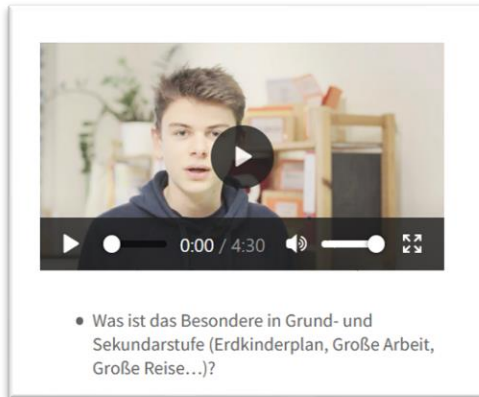 0:00 / 4:30
• Was ist das Besondere in Grund- und
Sekundarstufe (Erdkinderplan, Große Arbeit,
Große Reise…)?